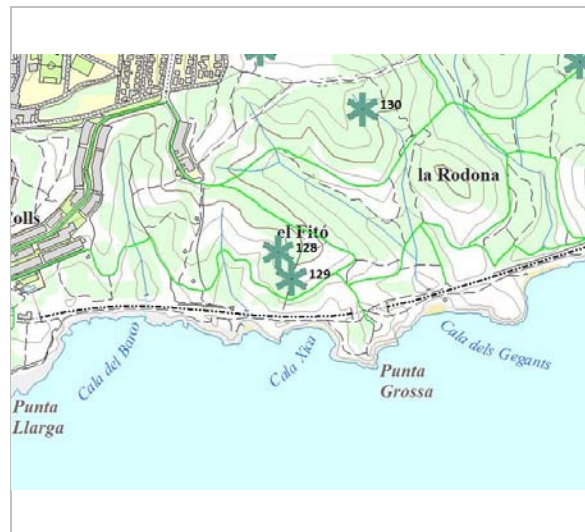 130
la Rodona
olls
el Fitó
128
129
Cala del Barco
Cala Xica
Cala dels Gegants
Punta
Grossa
Punta
Llarga